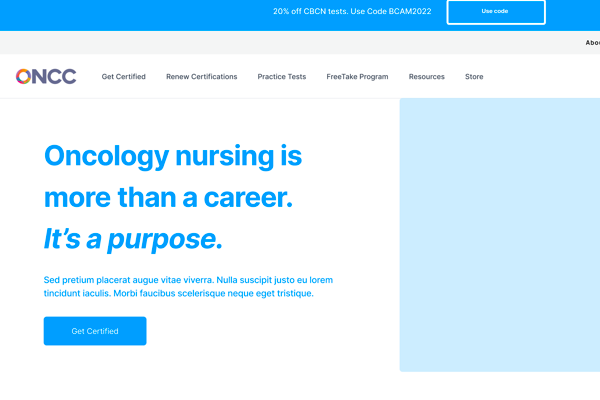 20% off CBCN tests. Use Code BCAM2022
Use code
ONCC
Get Certified
Renew Certifications
Practice Tests
FreeTake Program
Resources
Store
Oncology nursing is
more than a career.
It's a purpose.
Sed pretium placerat augue vitae viverra. Nulla suscipit justo eu lorem
tincidunt iaculis. Morbi faucibus scelerisque neque eget tristique.
Get Certified